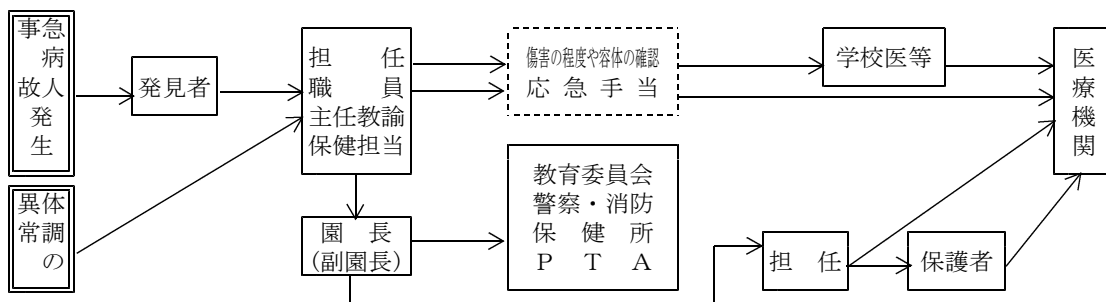 急病人
事故
発生
体調の
異常
発見者
担任
職員
主任教諭
保健担当
園長
(副園長)
傷害の程度や容体の確認
応急手当
教育委員会
警察・消防
保健所
ＰＴＡ
学校医等
医療機関
担任
保護者